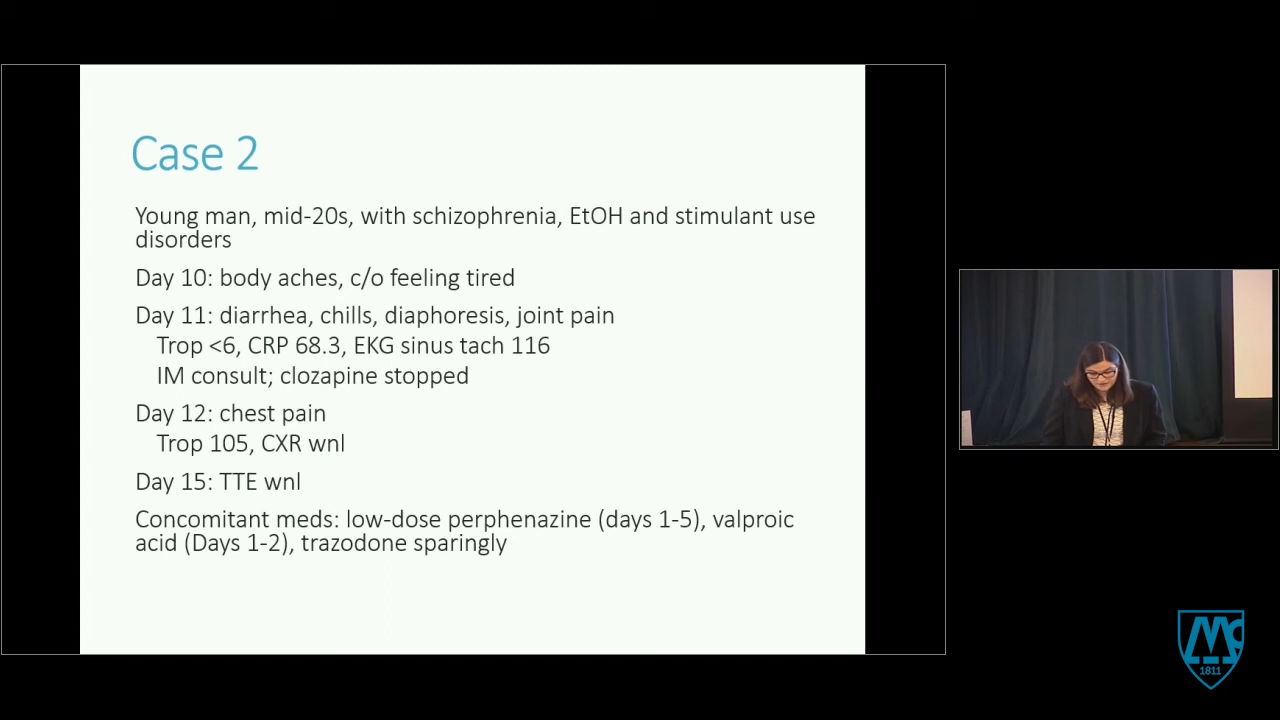 Case 2
Young man, mid-20s, with schizophrenia, EtOH and stimulant use
disorders
Day 10: body aches, c/o feeling tired
Day 11: diarrhea, chills, diaphoresis, joint pain
Trop <6, CRP 68.3, EKG sinus tach 116
IM consult; clozapine stopped
Day 12: chest pain
Trop 105, CXR wnl
Day 15: TTE wnl
Concomitant meds: low-dose perphenazine (days 1-5), valproic
acid (Days 1-2), trazodone sparingly
Mc
1811